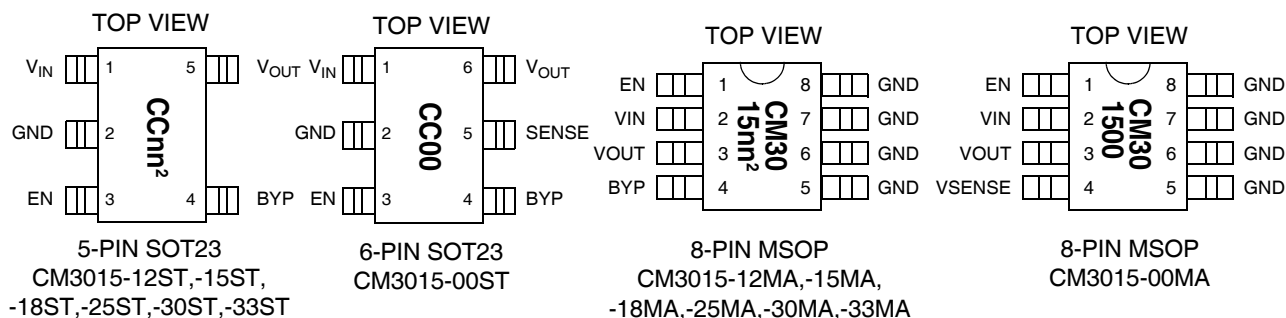 TOP VIEW
VIN 1 5 VOUT
GND 2
EN 3 4 BYP
CCnn²
5-PIN SOT23
CM3015-12ST,-15ST,
-18ST,-25ST,-30ST,-33ST
TOP VIEW
VIN 1 6 VOUT
GND 2 5 SENSE
EN 3 4 BYP
CC00
6-PIN SOT23
CM3015-00ST
TOP VIEW
EN 1 8 GND
VIN 2 7 GND
VOUT 3 6 GND
BYP 4 5 GND
CM30
15nn²
8-PIN MSOP
CM3015-12MA,-15MA,
-18MA,-25MA,-30MA,-33MA
TOP VIEW
EN 1 8 GND
VIN 2 7 GND
VOUT 3 6 GND
VSENSE 4 5 GND
CM30
1500
8-PIN MSOP
CM3015-00MA